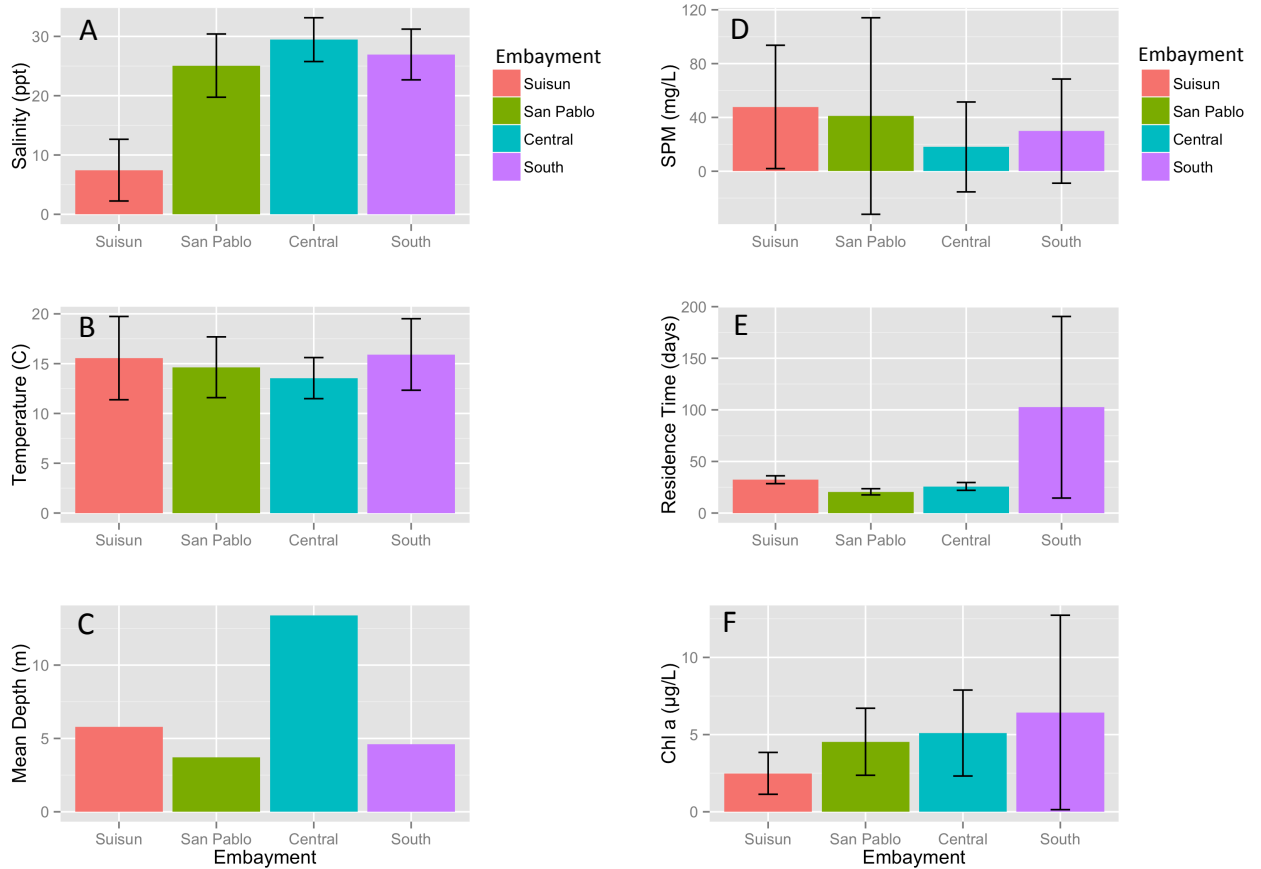 A
Salinity (ppt)
30
20
10
0
Suisun San Pablo Central South
Embayment
Suisun
San Pablo
Central
South
D
SPM (mg/L)
120
80
40
0
Suisun San Pablo Central South
Embayment
Suisun
San Pablo
Central
South
B
Temperature (C)
20
15
10
5
0
Suisun San Pablo Central South
E
Residence Time (days)
200
150
100
50
0
Suisun San Pablo Central South
C
Mean Depth (m)
10
5
0
Suisun San Pablo Central South
Embayment
F
Chl a (µg/L)
10
5
0
Suisun San Pablo Central South
Embayment